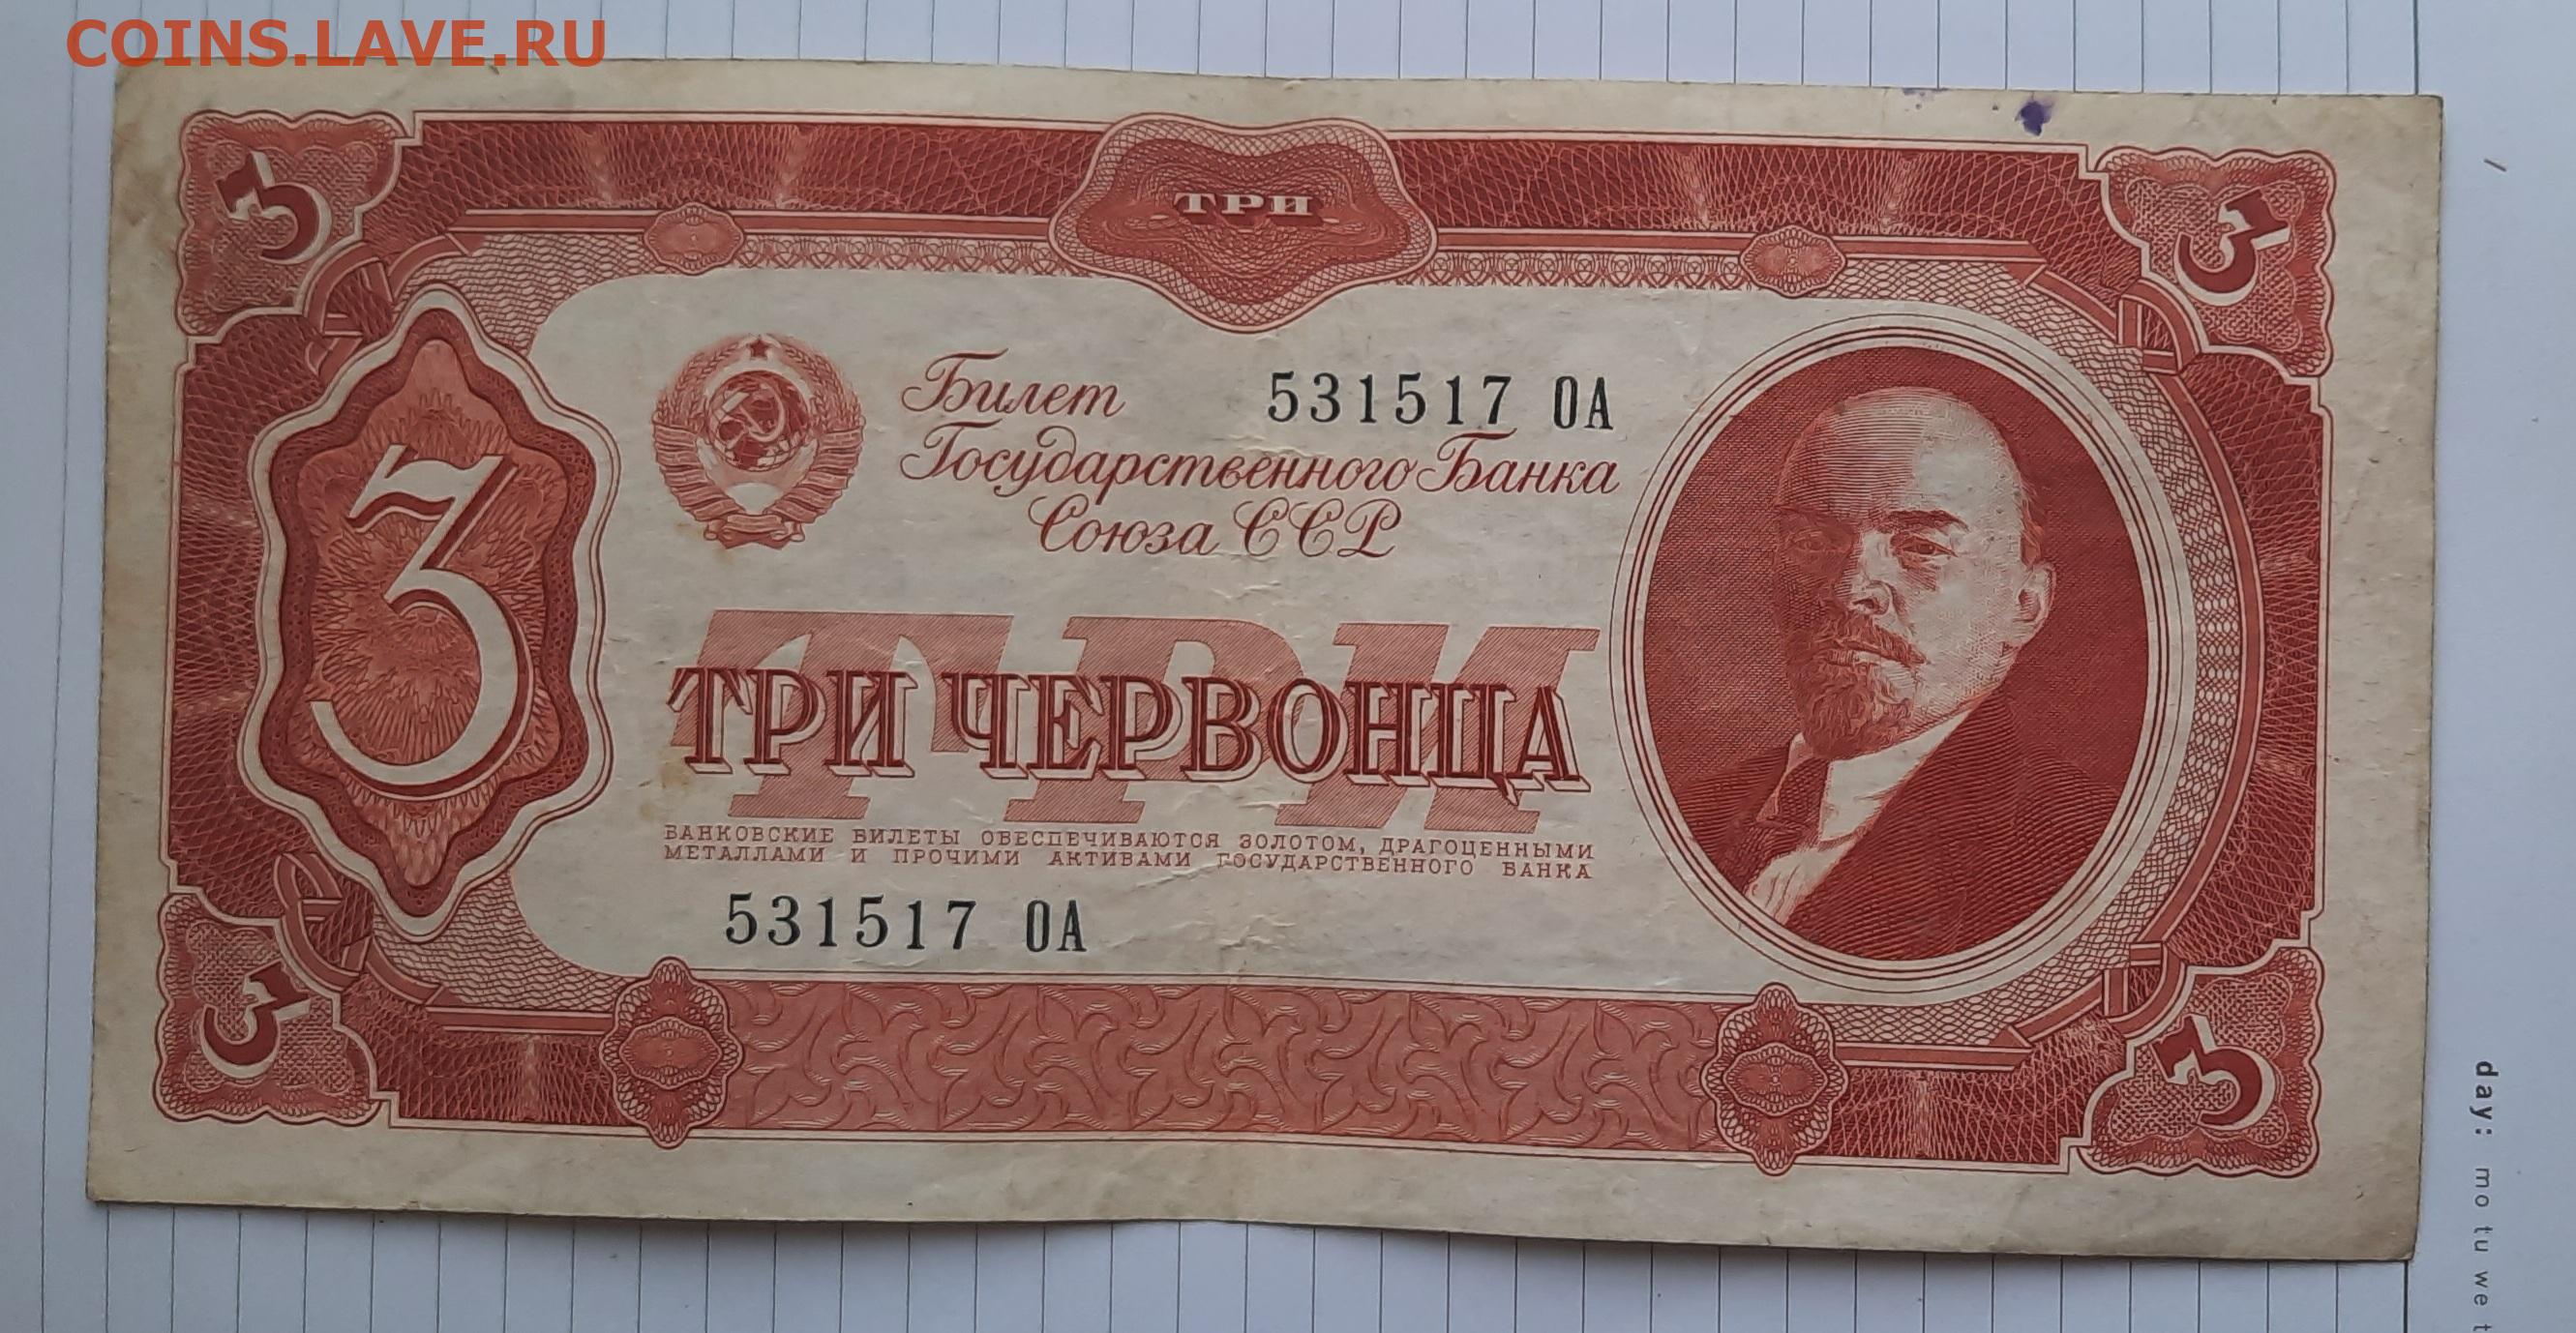 COINS.LAVE.RU
3
ТРИ
3
Билет
531517 ОА
Государственного Банка
Союза ССР
3
ТРИ
ТРИ ЧЕРВОНЦА
БАНКОВСКИЕ БИЛЕТЫ ОБЕСПЕЧИВАЮТСЯ ЗОЛОТОМ, ДРАГОЦЕННЫМИ
МЕТАЛЛАМИ И ПРОЧИМИ АКТИВАМИ ГОСУДАРСТВЕННОГО БАНКА
531517 ОА
3
3
day: mo tu we t